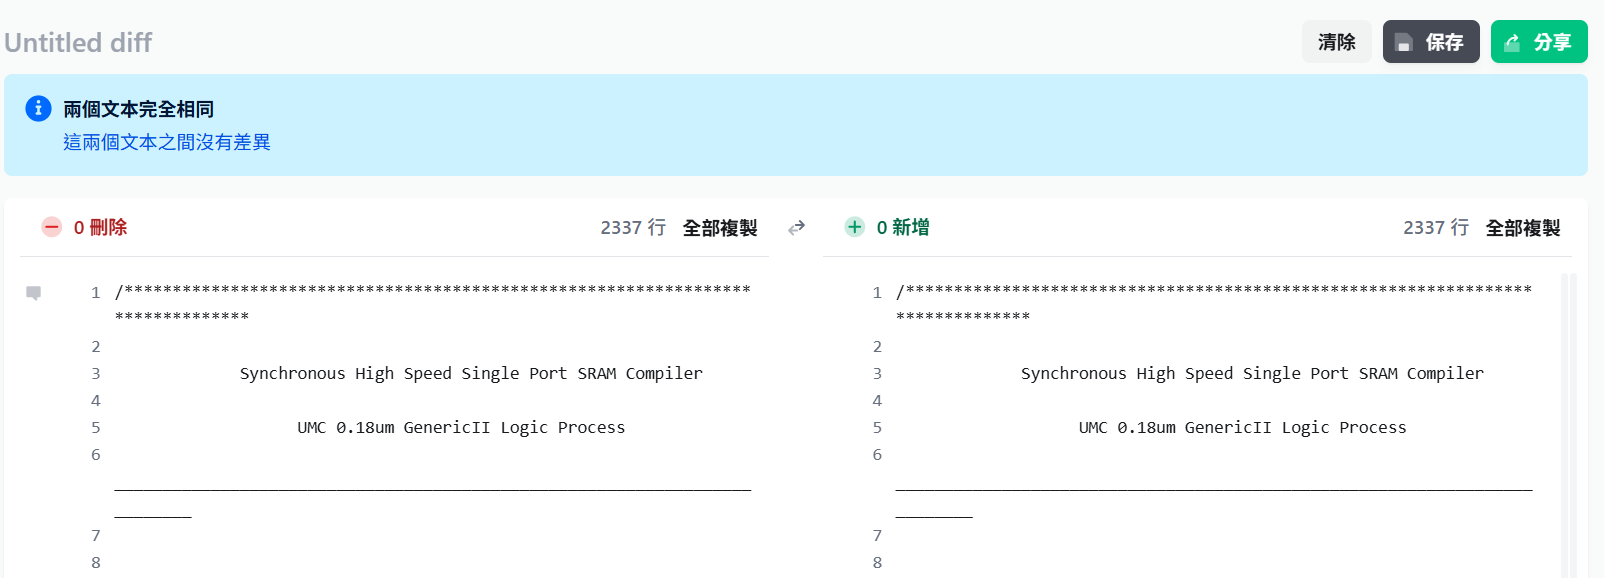 Untitled diff
清除
保存
分享
兩個文本完全相同
這兩個文本之間沒有差異
0 刪除
2337 行
全部複製
0 新增
2337 行
全部複製
1 /*****************************************************************
**************
2
3 Synchronous High Speed Single Port SRAM Compiler
4
5 UMC 0.18um GenericII Logic Process
6
__________________________________________________________________
________
7
8
1 /*****************************************************************
**************
2
3 Synchronous High Speed Single Port SRAM Compiler
4
5 UMC 0.18um GenericII Logic Process
6
__________________________________________________________________
________
7
8